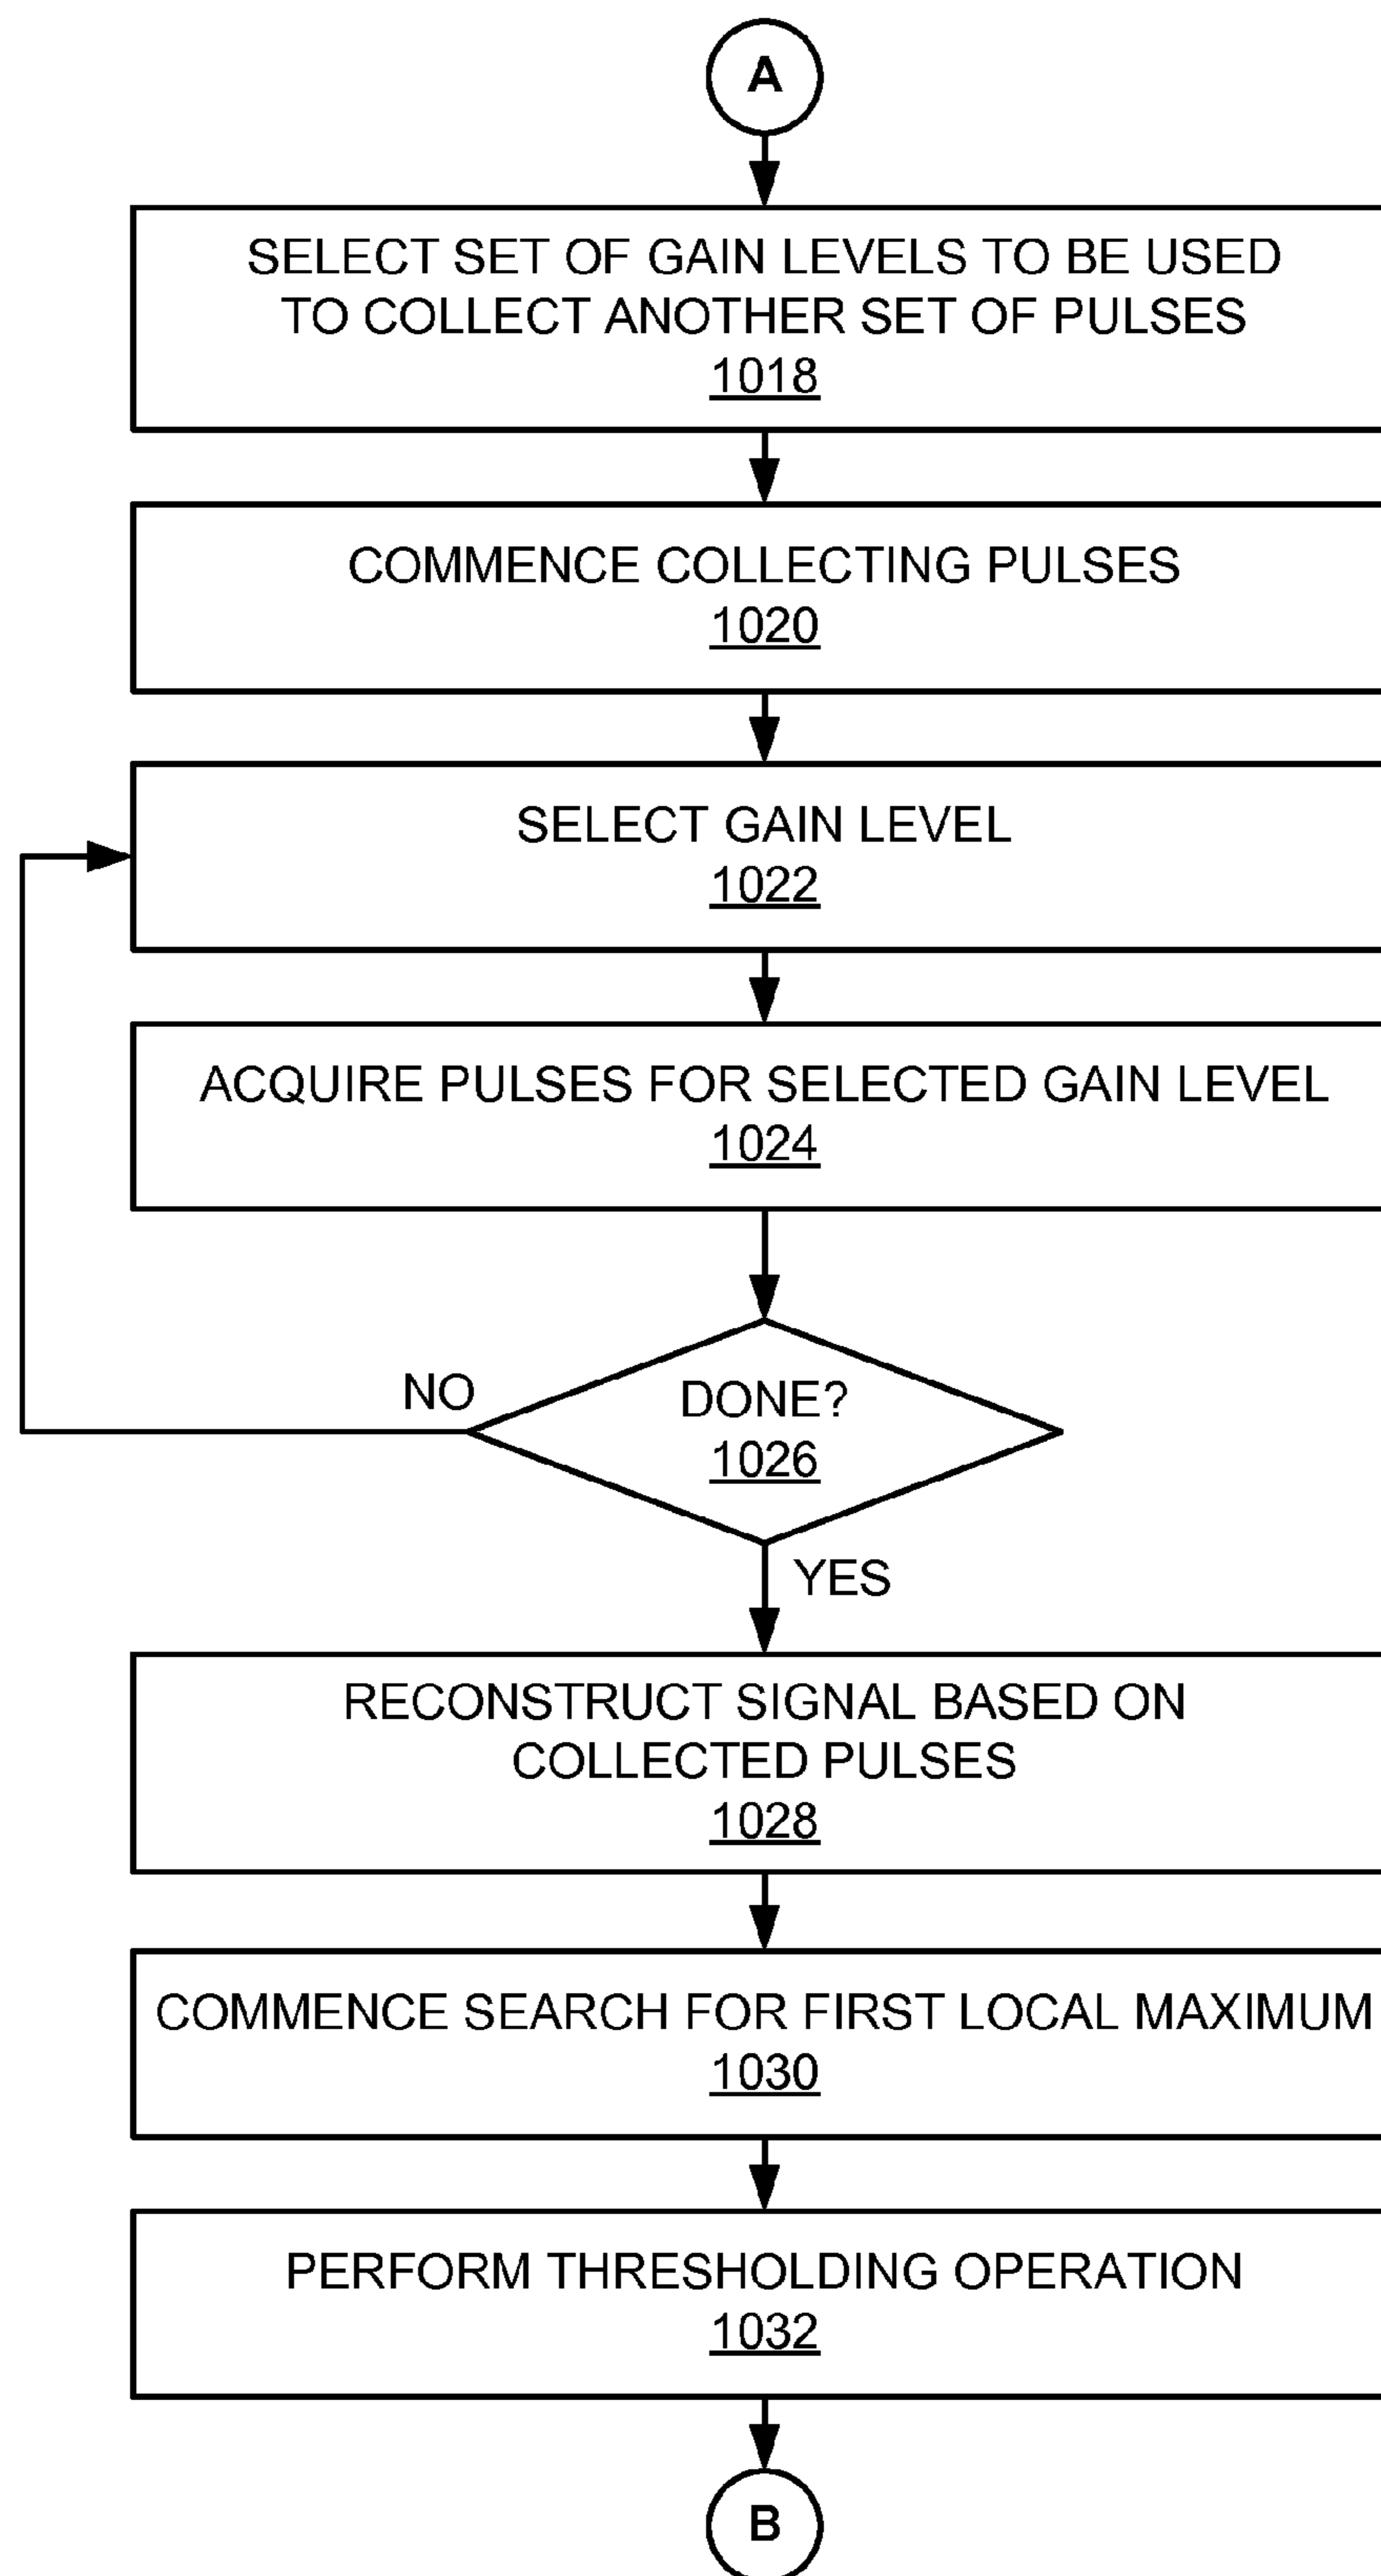 A
SELECT SET OF GAIN LEVELS TO BE USED
TO COLLECT ANOTHER SET OF PULSES
1018
COMMENCE COLLECTING PULSES
1020
SELECT GAIN LEVEL
1022
ACQUIRE PULSES FOR SELECTED GAIN LEVEL
1024
NO
DONE?
1026
YES
RECONSTRUCT SIGNAL BASED ON
COLLECTED PULSES
1028
COMMENCE SEARCH FOR FIRST LOCAL MAXIMUM
1030
PERFORM THRESHOLDING OPERATION
1032
B